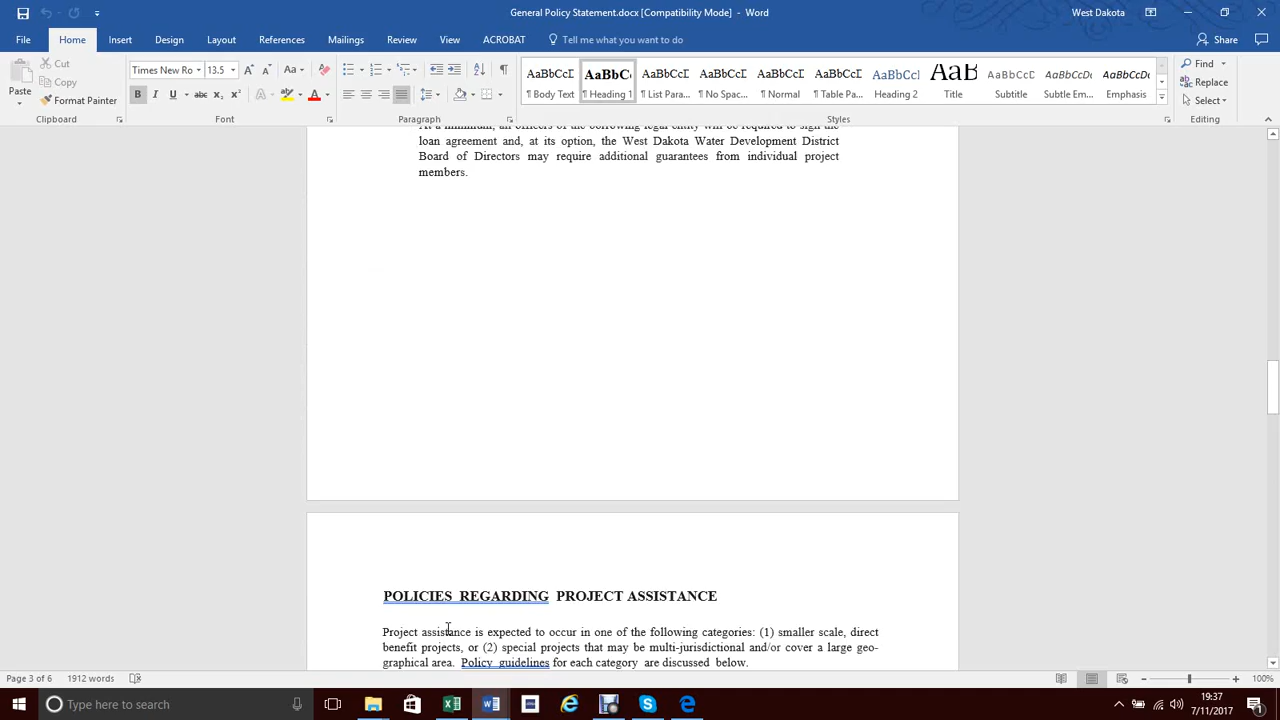 General Policy Statement.docx [Compatibility Mode] - Word
West Dakota
File Home Insert Design Layout References Mailings Review View ACROBAT Tell me what you want to do Share
Paste
Cut
Copy
Format Painter
Clipboard
Times New Ro 13.5
Font
Paragraph
AaBbCcD ¶ Body Text
AaBbC ¶ Heading 1
AaBbCcD ¶ List Para...
AaBbCcD ¶ No Spac...
AaBbCcD ¶ Normal
AaBbCcD ¶ Table Pa...
AaBbCcI Heading 2
AaB Title
AaBbCcD Subtitle
AaBbCcDc Subtle Em...
AaBbCcDc Emphasis
Styles
Find
Replace
Select
Editing
At a minimum, all officers of the borrowing legal entity will be required to sign the
loan agreement and, at its option, the West Dakota Water Development District
Board of Directors may require additional guarantees from individual project
members.
POLICIES REGARDING PROJECT ASSISTANCE
Project assistance is expected to occur in one of the following categories: (1) smaller scale, direct
benefit projects, or (2) special projects that may be multi-jurisdictional and/or cover a large geo-
graphical area. Policy guidelines for each category are discussed below.
Page 3 of 6 1912 words
100%
Type here to search
19:37
7/11/2017